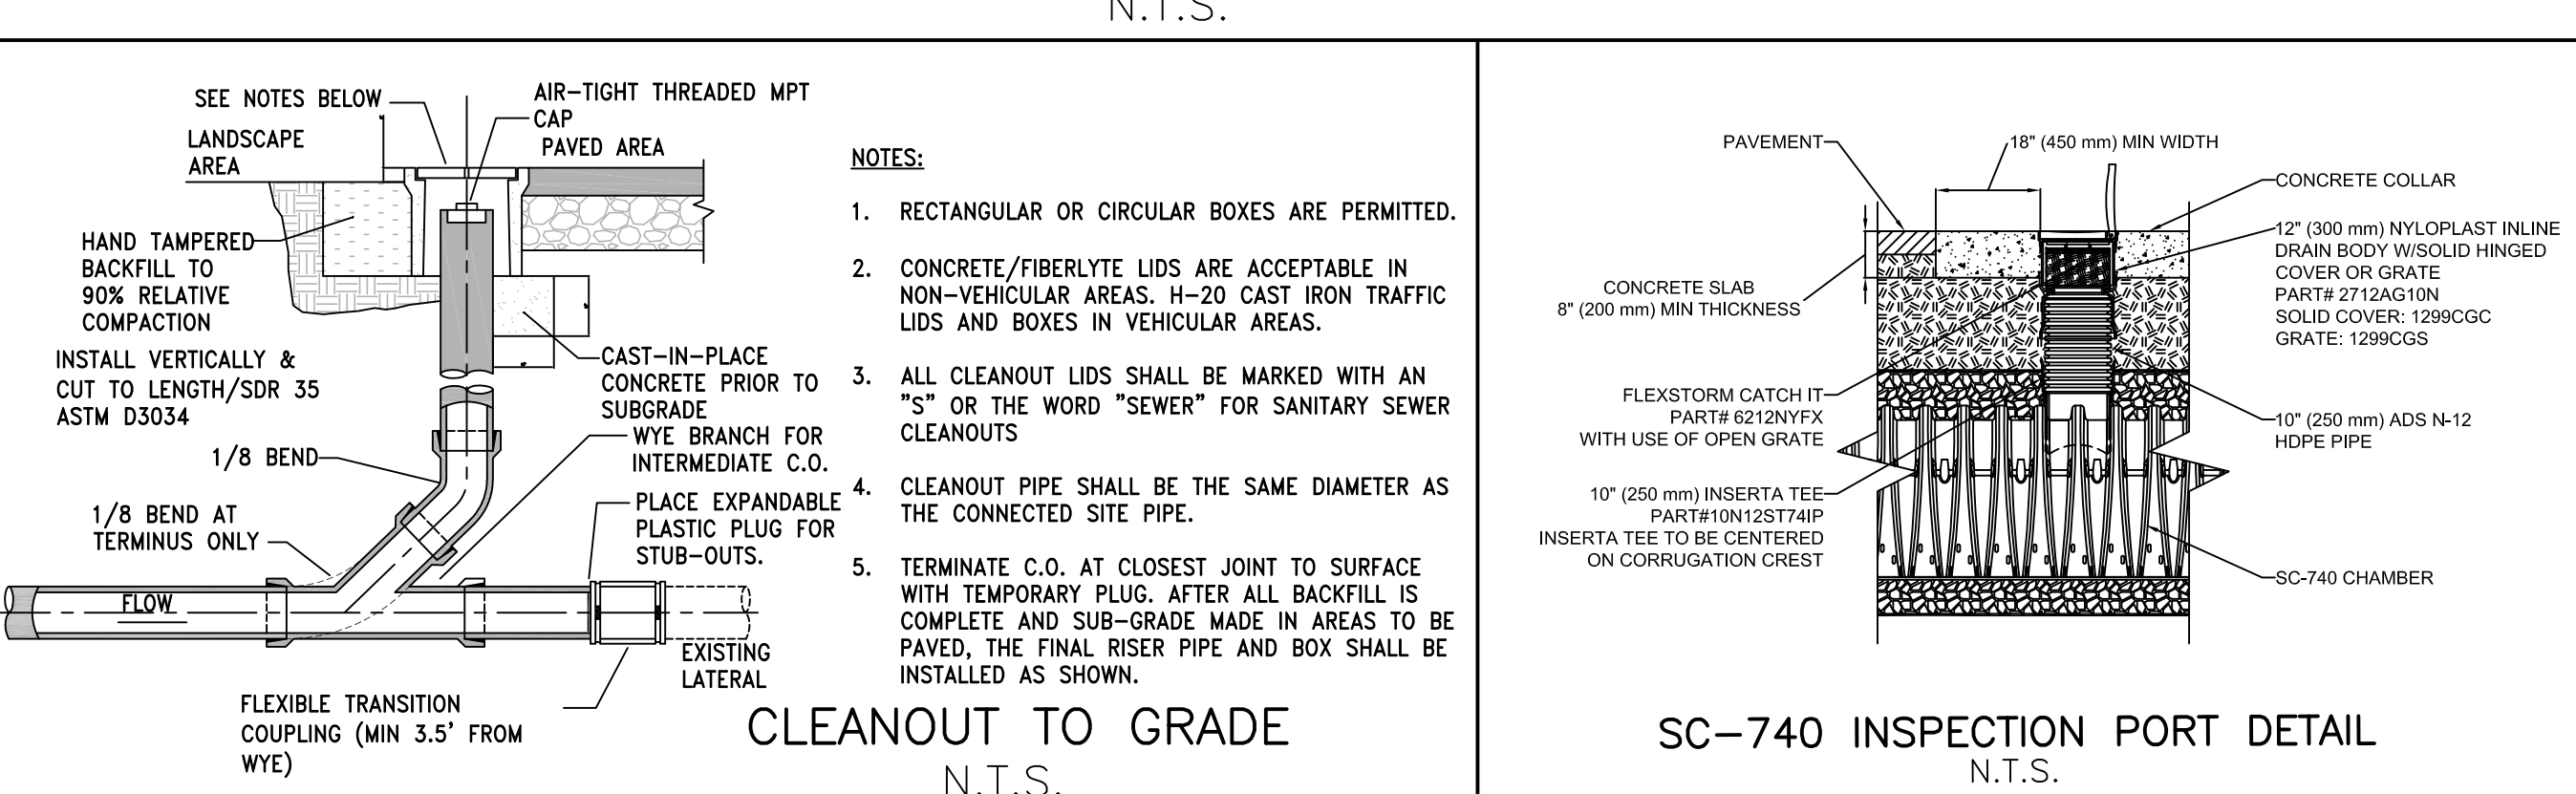 N.T.S.
SEE NOTES BELOW
AIR-TIGHT THREADED MPT
CAP
LANDSCAPE
AREA
PAVED AREA
HAND TAMPERED
BACKFILL TO
90% RELATIVE
COMPACTION
INSTALL VERTICALLY &
CUT TO LENGTH/SDR 35
ASTM D3034
CAST-IN-PLACE
CONCRETE PRIOR TO
SUBGRADE
WYE BRANCH FOR
INTERMEDIATE C.O.
1/8 BEND
PLACE EXPANDABLE
PLASTIC PLUG FOR
STUB-OUTS.
1/8 BEND AT
TERMINUS ONLY
FLOW
EXISTING
LATERAL
FLEXIBLE TRANSITION
COUPLING (MIN 3.5' FROM
WYE)
NOTES:
1. RECTANGULAR OR CIRCULAR BOXES ARE PERMITTED.
2. CONCRETE/FIBERLYTE LIDS ARE ACCEPTABLE IN
NON-VEHICULAR AREAS. H-20 CAST IRON TRAFFIC
LIDS AND BOXES IN VEHICULAR AREAS.
3. ALL CLEANOUT LIDS SHALL BE MARKED WITH AN
"S" OR THE WORD "SEWER" FOR SANITARY SEWER
CLEANOUTS
4. CLEANOUT PIPE SHALL BE THE SAME DIAMETER AS
THE CONNECTED SITE PIPE.
5. TERMINATE C.O. AT CLOSEST JOINT TO SURFACE
WITH TEMPORARY PLUG. AFTER ALL BACKFILL IS
COMPLETE AND SUB-GRADE MADE IN AREAS TO BE
PAVED, THE FINAL RISER PIPE AND BOX SHALL BE
INSTALLED AS SHOWN.
CLEANOUT TO GRADE
N.T.S.
PAVEMENT
18" (450 mm) MIN WIDTH
CONCRETE COLLAR
12" (300 mm) NYLOPLAST INLINE
DRAIN BODY W/SOLID HINGED
COVER OR GRATE
PART# 2712AG10N
SOLID COVER: 1299CGC
GRATE: 1299CGS
CONCRETE SLAB
8" (200 mm) MIN THICKNESS
FLEXSTORM CATCH IT
PART# 6212NYFX
WITH USE OF OPEN GRATE
10" (250 mm) ADS N-12
HDPE PIPE
10" (250 mm) INSERTA TEE
PART#10N12ST74IP
INSERTA TEE TO BE CENTERED
ON CORRUGATION CREST
SC-740 CHAMBER
SC-740 INSPECTION PORT DETAIL
N.T.S.